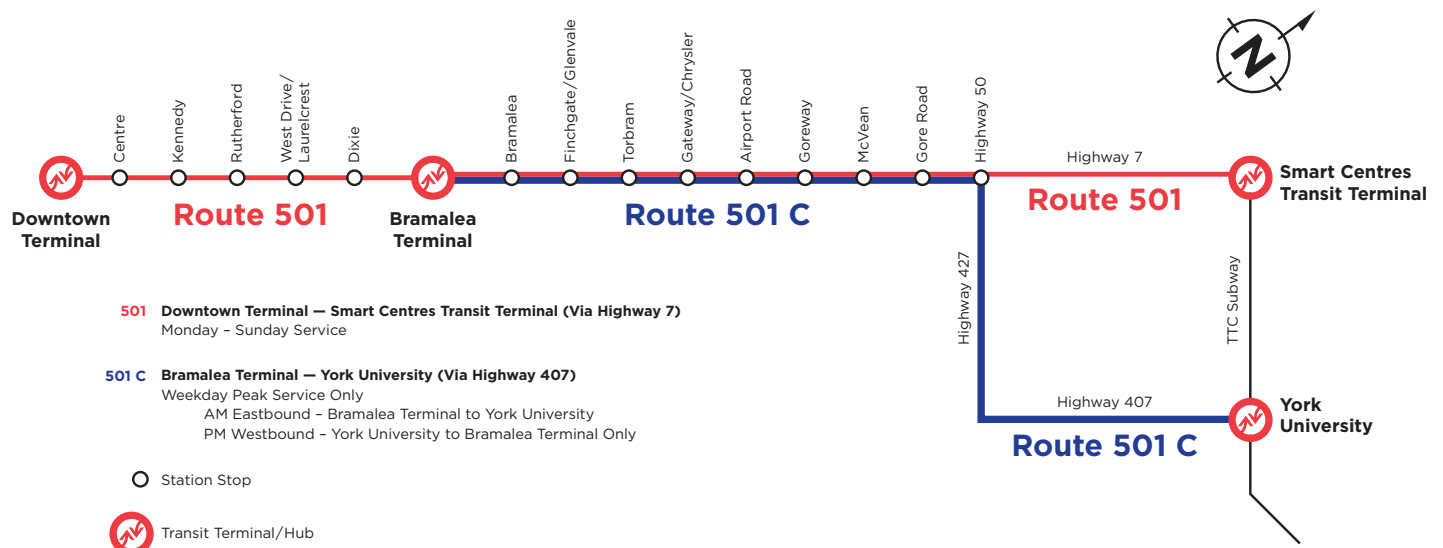 Centre
Kennedy
Rutherford
West Drive/
Laurelcrest
Dixie
Bramalea
Finchgate/Glenvale
Torbram
Gateway/Chrysler
Airport Road
Goreway
McVean
Gore Road
Highway 50
N
Highway 7
Smart Centres
Transit Terminal
Downtown
Terminal
Route 501
Bramalea
Terminal
Route 501 C
Route 501
Highway 427
TTC Subway
501 Downtown Terminal — Smart Centres Transit Terminal (Via Highway 7)
Monday – Sunday Service
501 C Bramalea Terminal — York University (Via Highway 407)
Weekday Peak Service Only
AM Eastbound – Bramalea Terminal to York University
PM Westbound – York University to Bramalea Terminal Only
Highway 407
York
University
Route 501 C
Station Stop
Transit Terminal/Hub